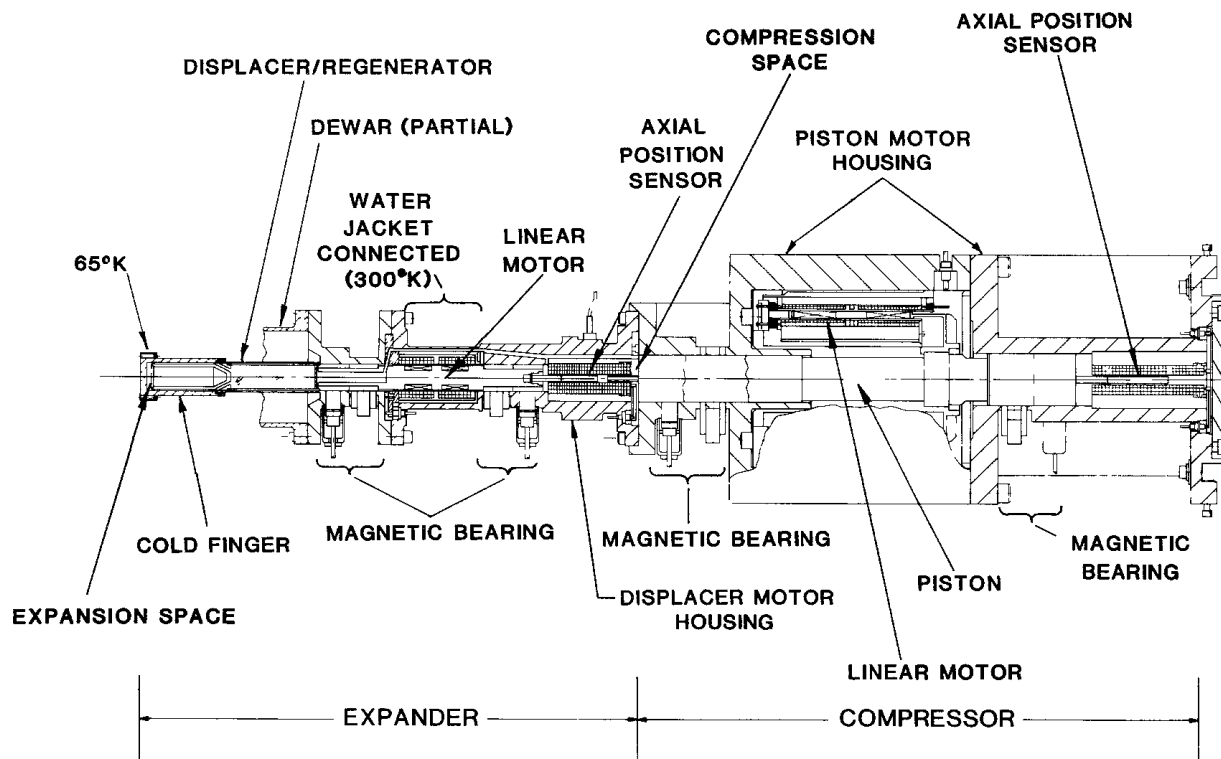 AXIAL POSITION
SENSOR
COMPRESSION
SPACE
DISPLACER/REGENERATOR
DEWAR (PARTIAL)
AXIAL
POSITION
SENSOR
PISTON MOTOR
HOUSING
WATER
JACKET
CONNECTED
(300°K)
LINEAR
MOTOR
65°K
MAGNETIC BEARING
COLD FINGER
EXPANSION SPACE
MAGNETIC BEARING
DISPLACER MOTOR
HOUSING
PISTON
MAGNETIC
BEARING
LINEAR MOTOR
EXPANDER
COMPRESSOR